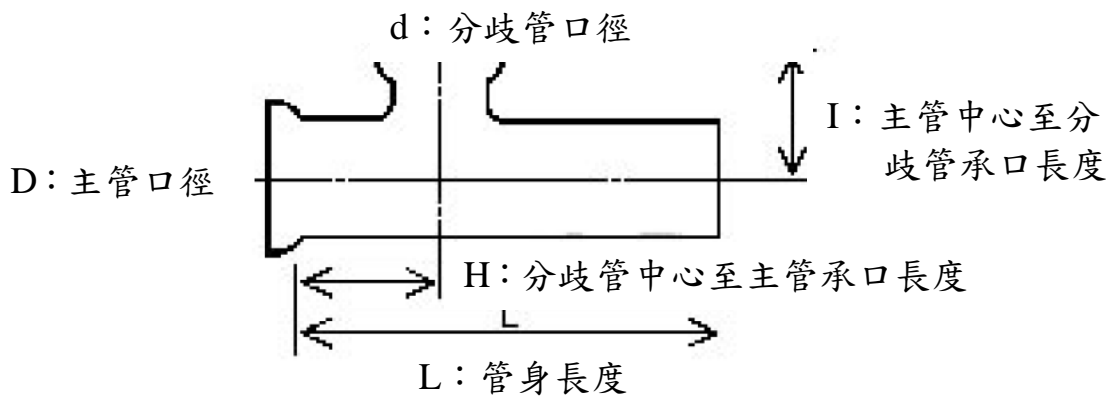 d：分歧管口徑
I：主管中心至分
歧管承口長度
D：主管口徑
H：分歧管中心至主管承口長度
L
L：管身長度